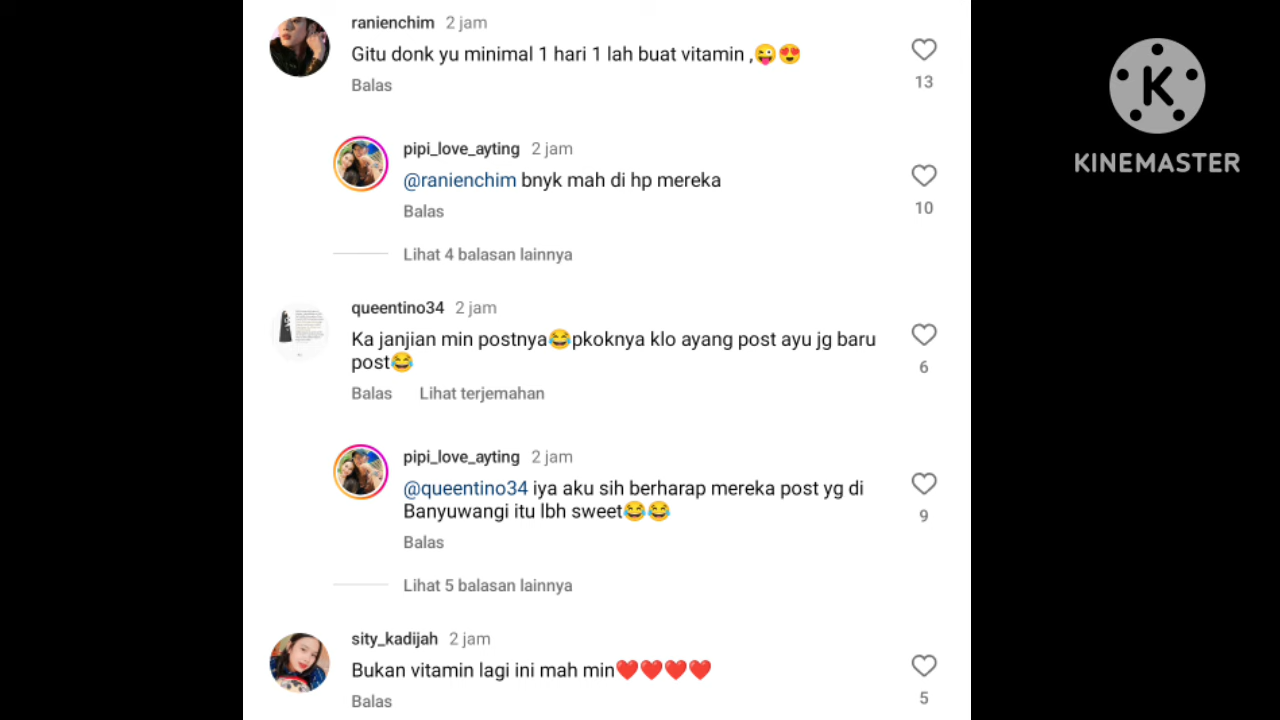 ranienchim 2 jam
Gitu donk yu minimal 1 hari 1 lah buat vitamin ,😜😍
13
Balas
pipi_love_ayting 2 jam
@ranienchim bnyk mah di hp mereka
10
Balas
Lihat 4 balasan lainnya
queentino34 2 jam
Ka janjian min postnya😂pkoknya klo ayang post ayu jg baru
post😂
6
Balas Lihat terjemahan
pipi_love_ayting 2 jam
@queentino34 iya aku sih berharap mereka post yg di
Banyuwangi itu lbh sweet😂😂
9
Balas
Lihat 5 balasan lainnya
sity_kadijah 2 jam
Bukan vitamin lagi ini mah min❤️❤️❤️❤️
5
Balas
K
KINEMASTER